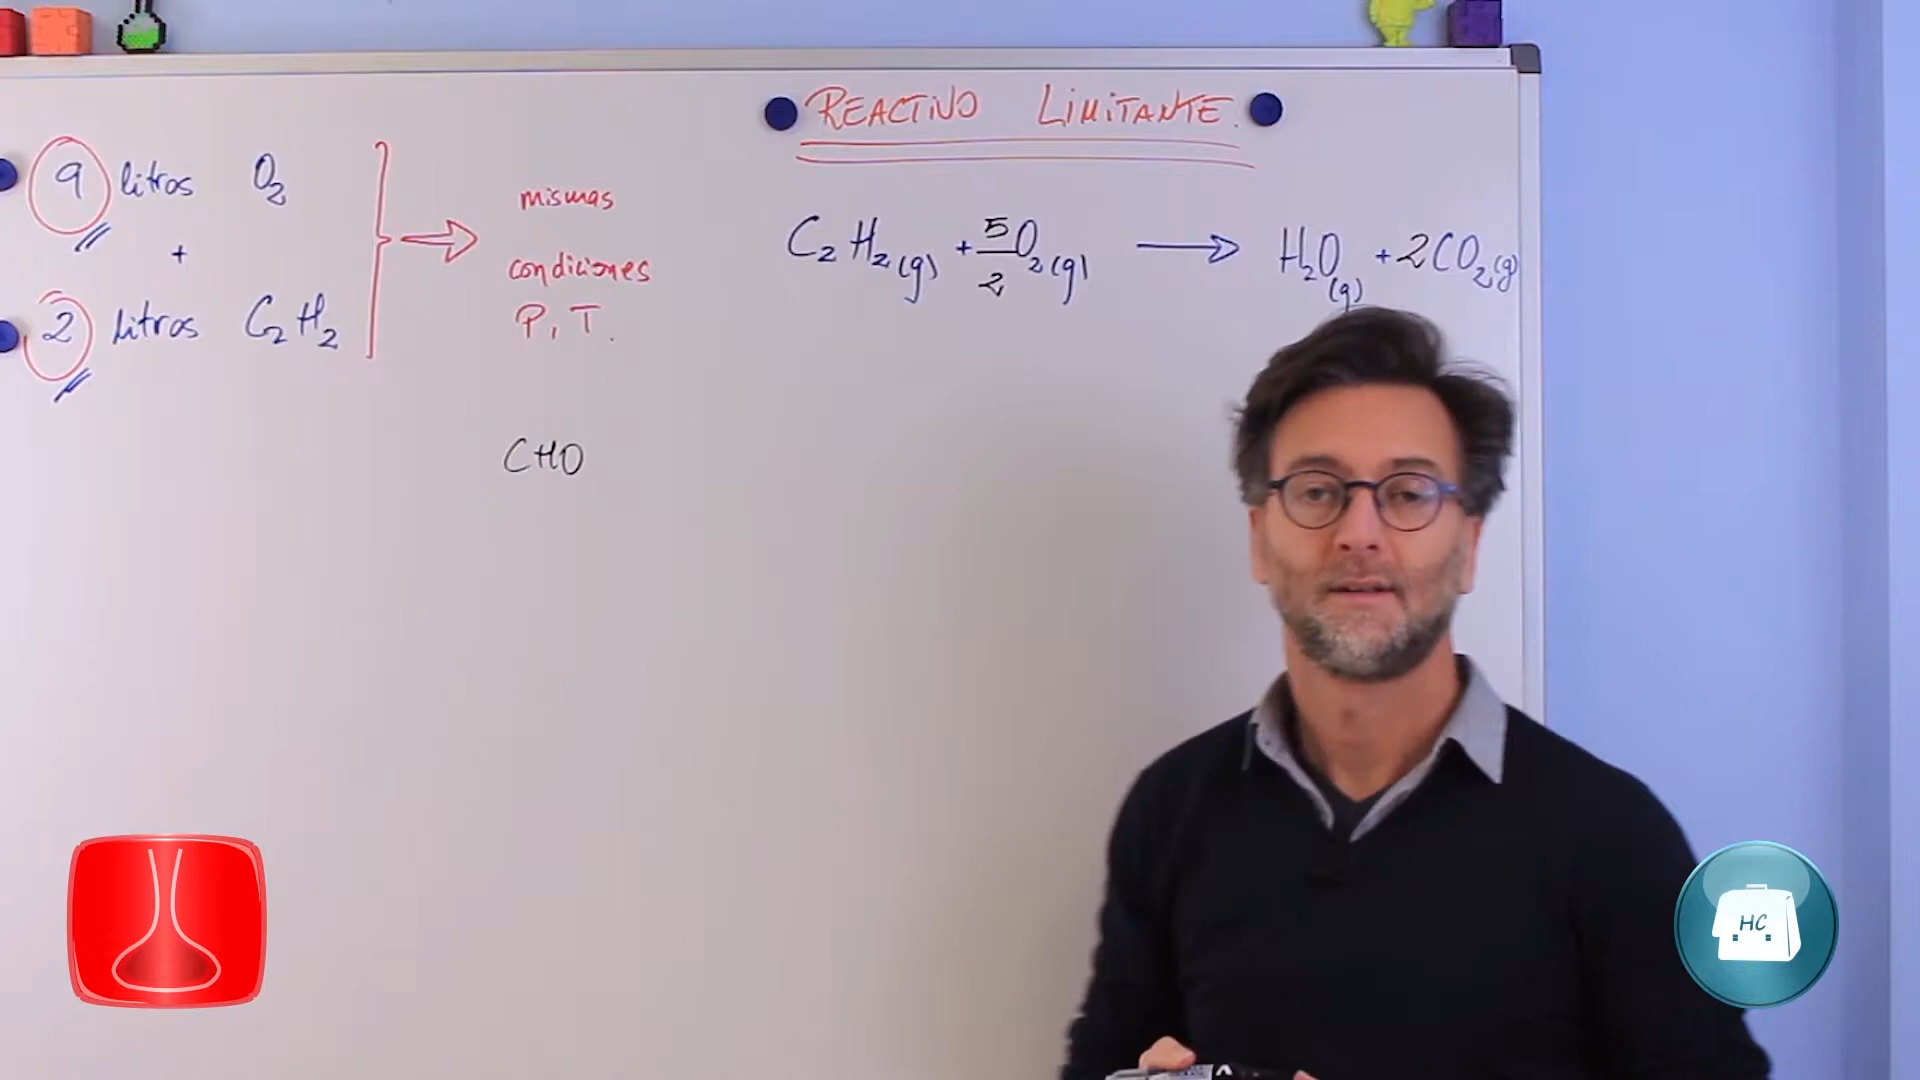 REACTIVO LIMITANTE.
9 litros O2
+
2 litros C2H2
mismas
condiciones
P, T.
C2H2(g) + 5/2 O2(g) → H2O(g) + 2CO2(g)
CHO
HC